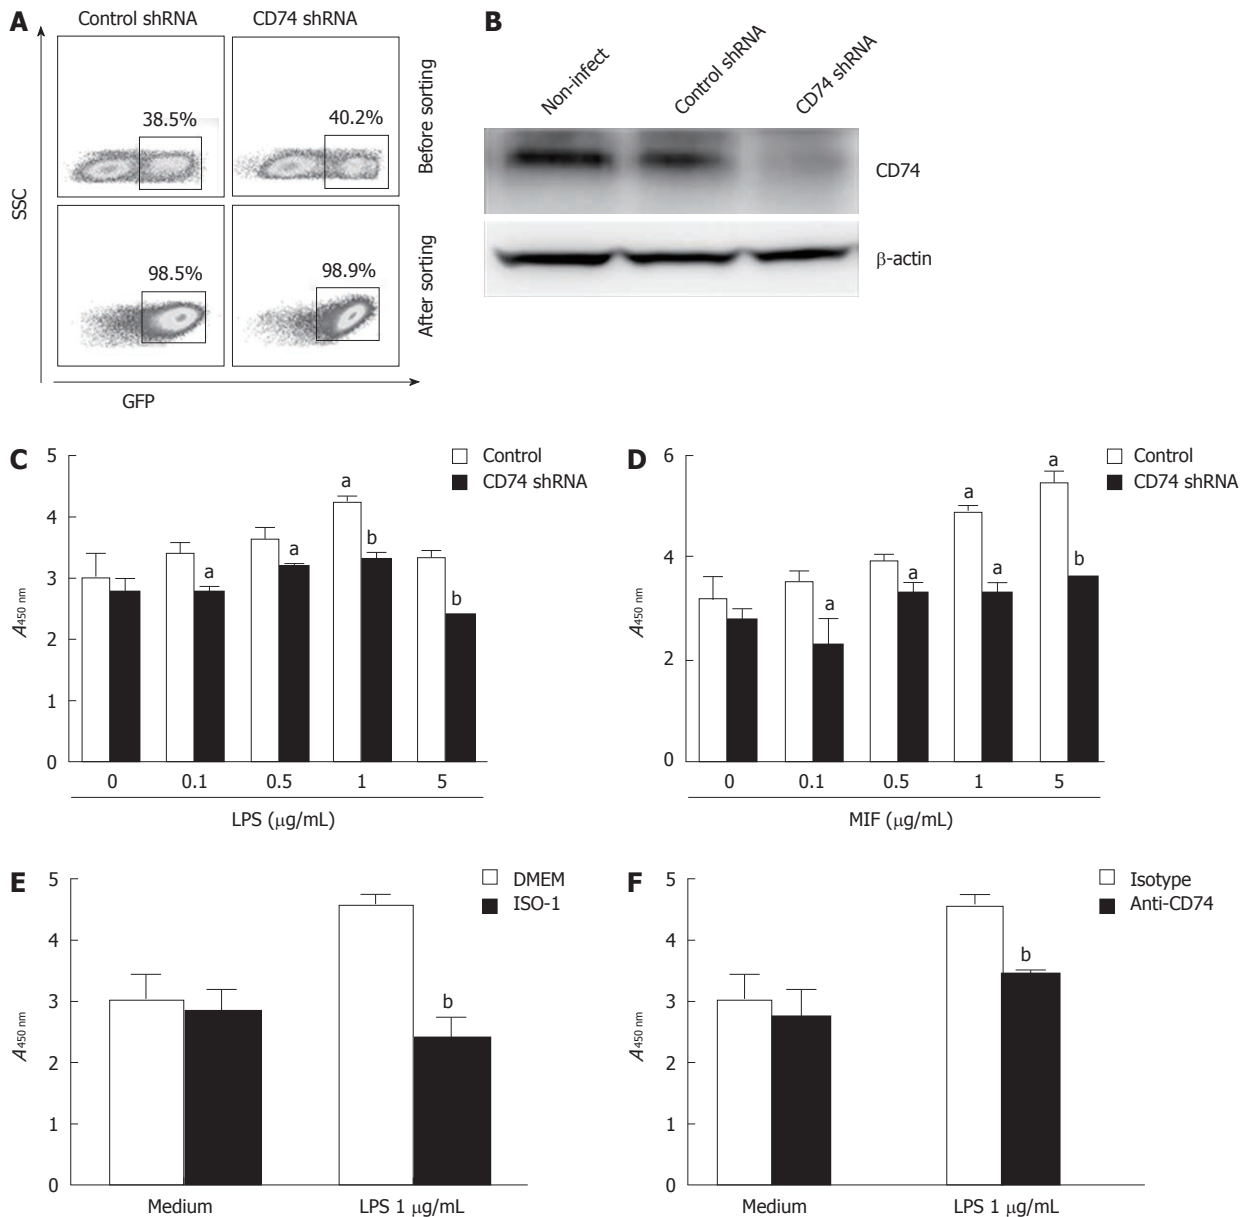 A
Control shRNA CD74 shRNA
38.5% 40.2%
Before sorting
98.5% 98.9%
After sorting
SSC
GFP
B
Non-infect Control shRNA CD74 shRNA
CD74
β-actin
C
Control
CD74 shRNA
5
4
3
2
1
0
A450 nm
a
a
a
b
b
0 0.1 0.5 1 5
LPS (μg/mL)
D
Control
CD74 shRNA
6
4
2
0
A450 nm
a
a
a
a
a
b
0 0.1 0.5 1 5
MIF (μg/mL)
E
DMEM
ISO-1
5
4
3
2
1
0
A450 nm
b
Medium LPS 1 μg/mL
F
Isotype
Anti-CD74
5
4
3
2
1
0
A450 nm
b
Medium LPS 1 μg/mL